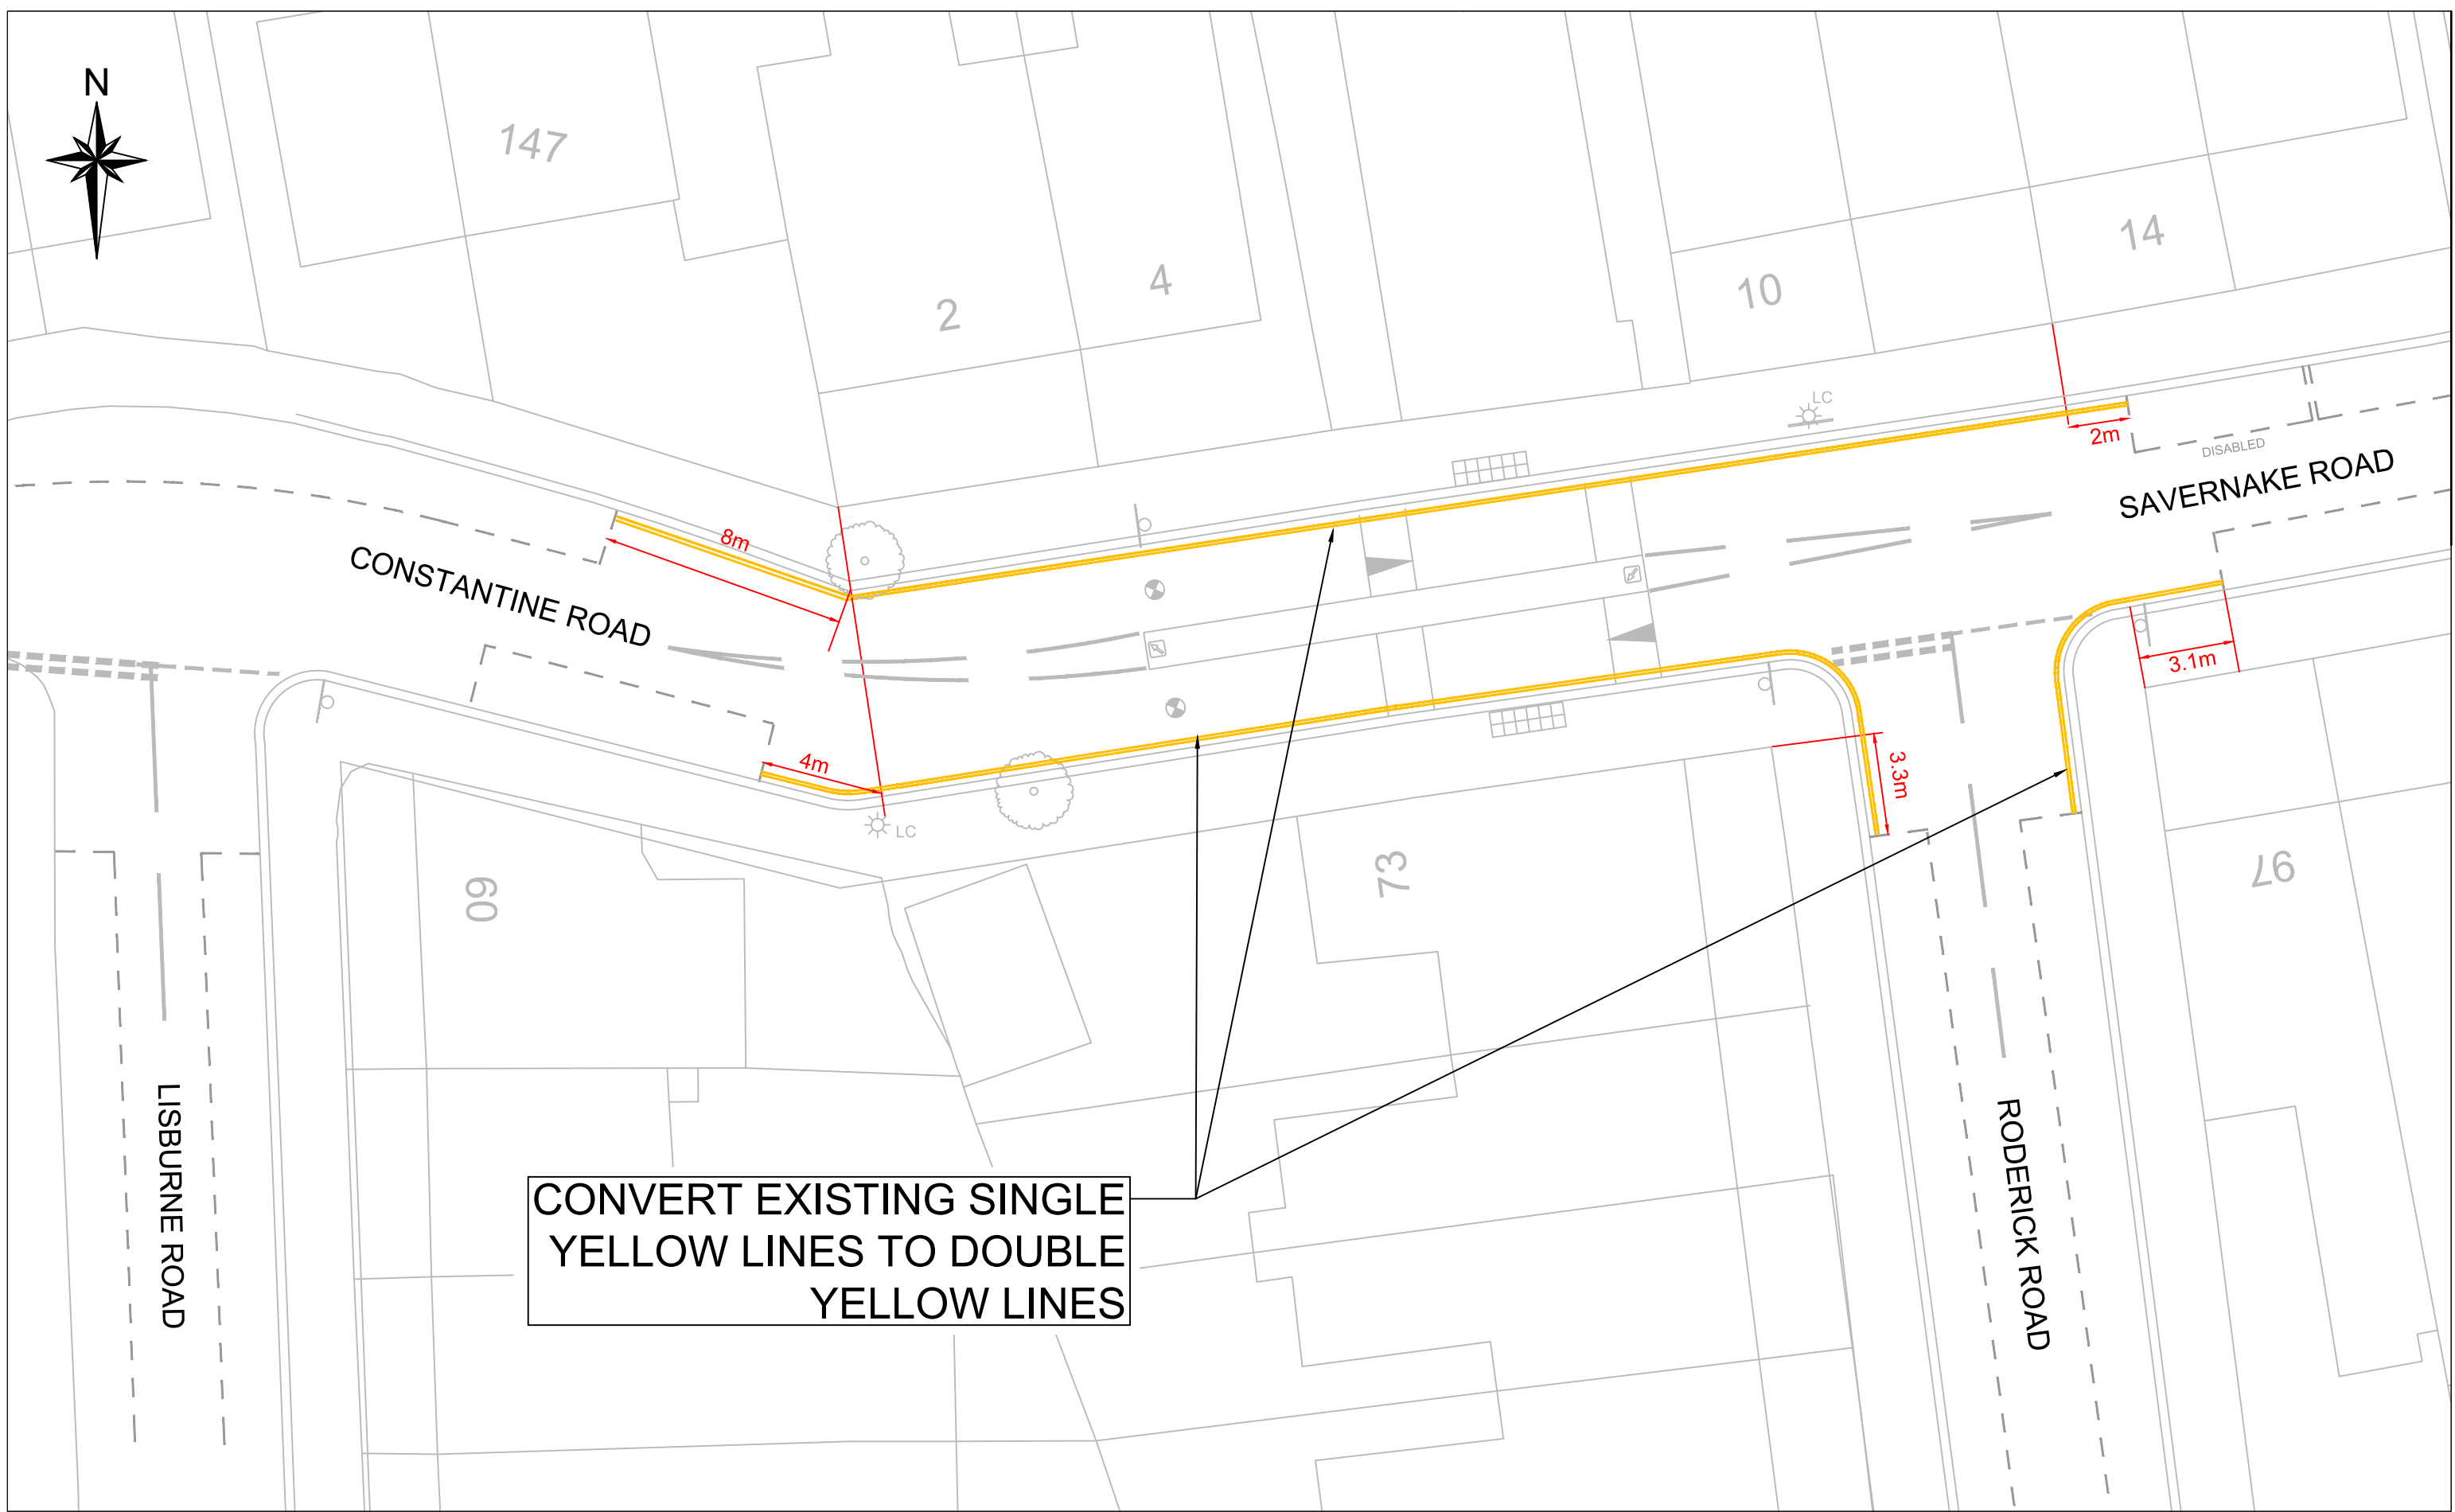 N
147
2
4
10
14
LC
2m
DISABLED
SAVERNAKE ROAD
8m
CONSTANTINE ROAD
3.1m
4m
3.3m
LC
60
73
76
LISBURNE ROAD
RODERICK ROAD
CONVERT EXISTING SINGLE
YELLOW LINES TO DOUBLE
YELLOW LINES